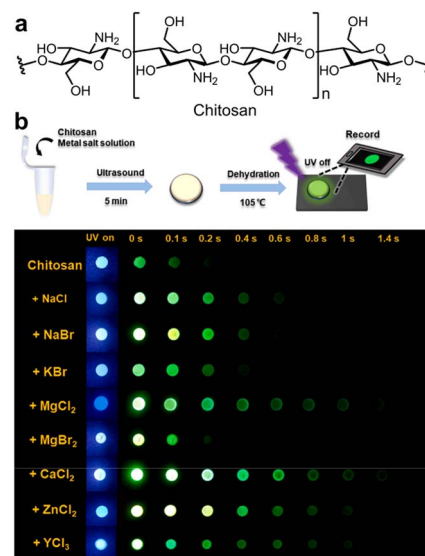 a
HO
NH₂
OH
O
HO
NH₂
OH
O
HO
NH₂
OH
O
HO
NH₂
OH
n
Chitosan
b
Chitosan
Metal salt solution
Ultrasound
5 min
Dehydration
105℃
UV off
Record
UV on 0 s 0.1 s 0.2 s 0.4 s 0.6 s 0.8 s 1 s 1.4 s
Chitosan
+ NaCl
+ NaBr
+ KBr
+ MgCl₂
+ MgBr₂
+ CaCl₂
+ ZnCl₂
+ YCl₃